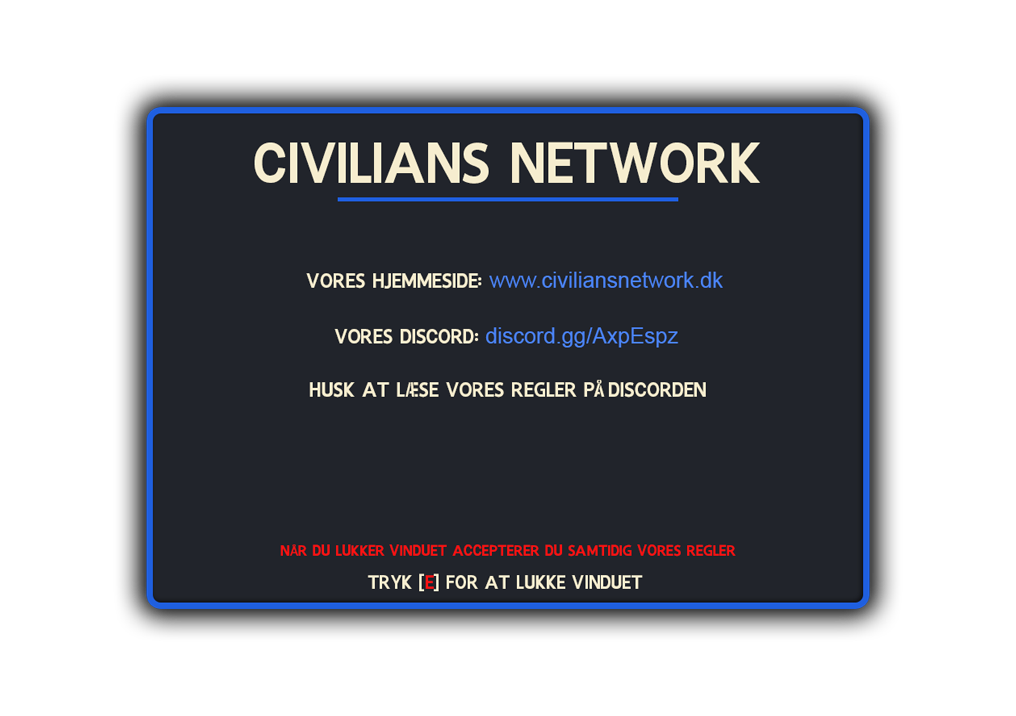 CIVILIANS NETWORK
VORES HJEMMESIDE: www.civiliansnetwork.dk
VORES DISCORD: discord.gg/AxpEspz
HUSK AT LÆSE VORES REGLER PÅ DISCORDEN
NÅR DU LUKKER VINDUET ACCEPTERER DU SAMTIDIG VORES REGLER
TRYK [E] FOR AT LUKKE VINDUET